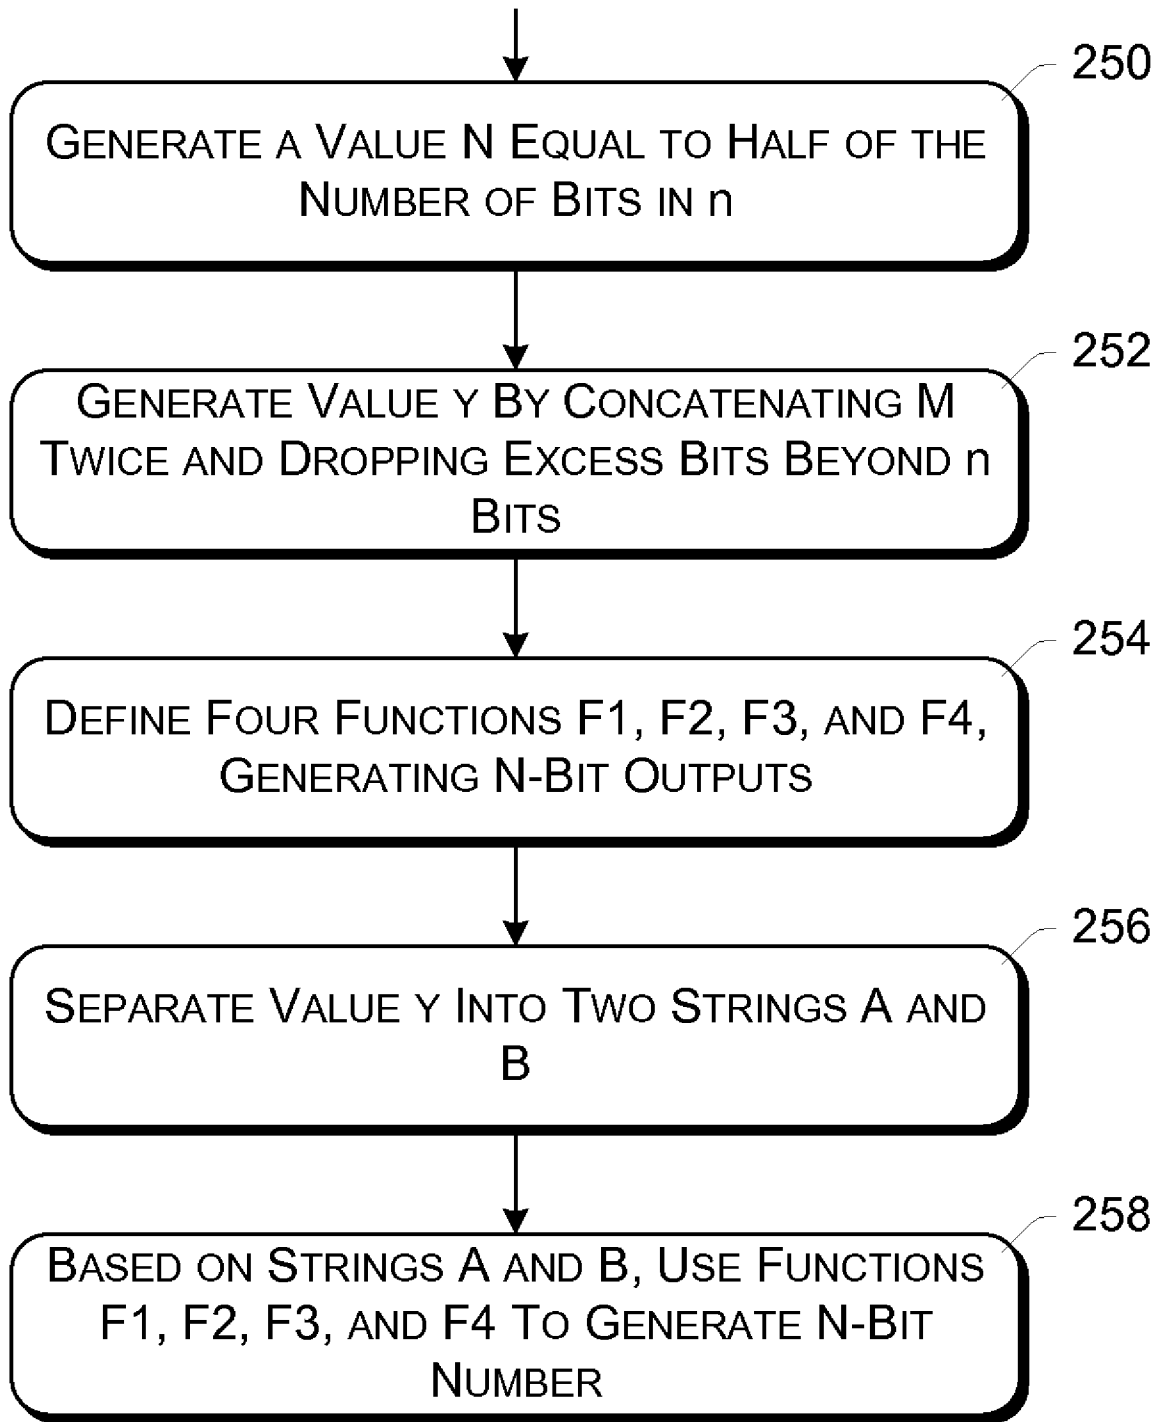 250
GENERATE A VALUE N EQUAL TO HALF OF THE
NUMBER OF BITS IN n
252
GENERATE VALUE Y BY CONCATENATING M
TWICE AND DROPPING EXCESS BITS BEYOND n
BITS
254
DEFINE FOUR FUNCTIONS F1, F2, F3, AND F4,
GENERATING N-BIT OUTPUTS
256
SEPARATE VALUE Y INTO TWO STRINGS A AND
B
258
BASED ON STRINGS A AND B, USE FUNCTIONS
F1, F2, F3, AND F4 TO GENERATE N-BIT
NUMBER